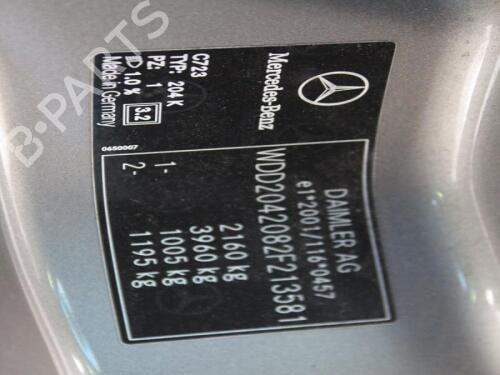 DAIMLER AG
e1*2001/116*0457
WDD2042082F213581
2160 kg
3960 kg
1- 1005 kg
2- 1195 kg
Mercedes-Benz
C723
TYP: 204 K
PZ: 1
ID 1.0 % 3.2
Made in Germany
0650007
B-PARTS